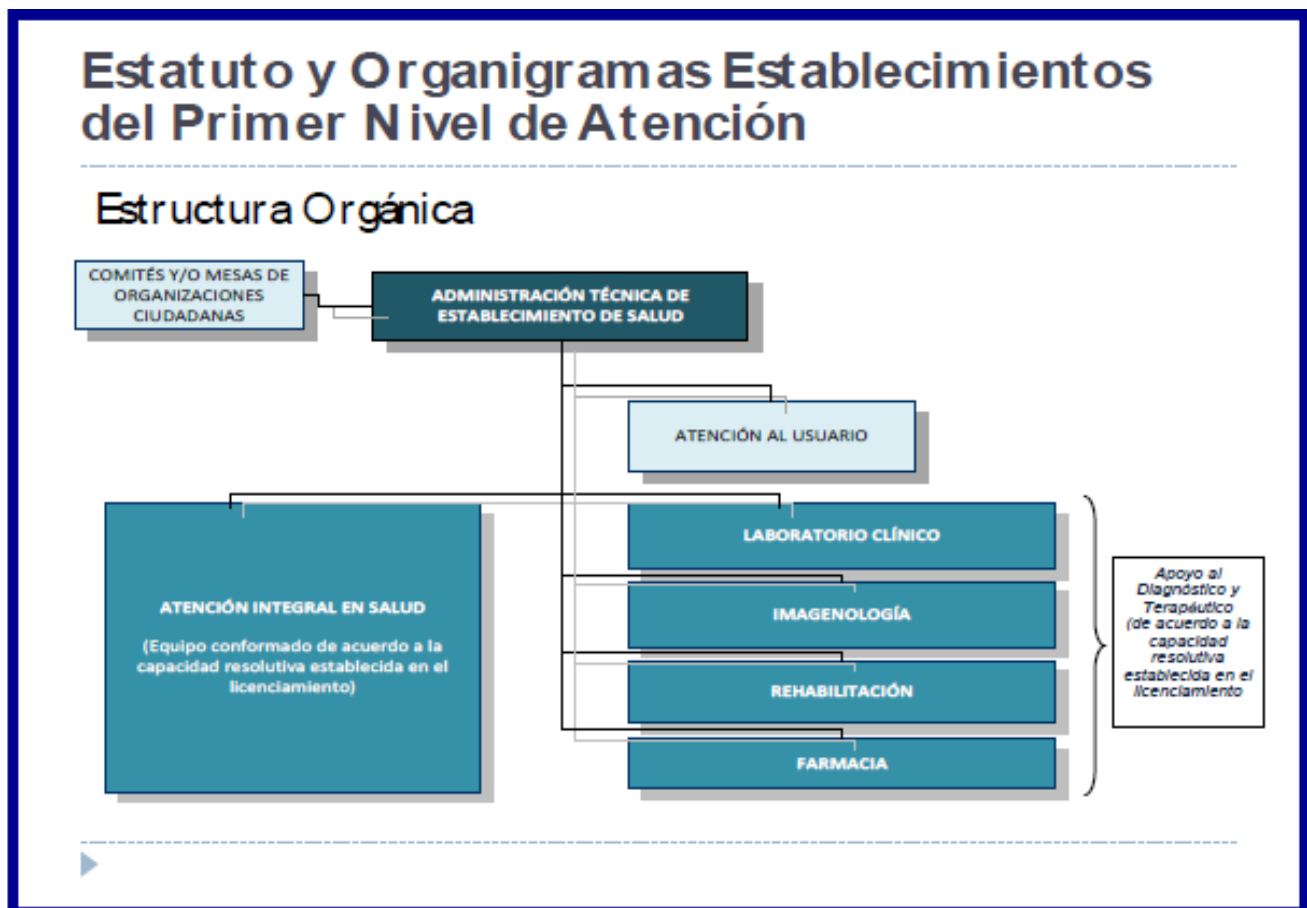 Estatuto y Organigramas Establecimientos
del Primer Nivel de Atención
Estructura Orgánica
COMITÉS Y/O MESAS DE
ORGANIZACIONES
CIUDADANAS
ADMINISTRACIÓN TÉCNICA DE
ESTABLECIMIENTO DE SALUD
ATENCIÓN AL USUARIO
ATENCIÓN INTEGRAL EN SALUD
(Equipo conformado de acuerdo a la
capacidad resolutiva establecida en el
licenciamiento)
LABORATORIO CLÍNICO
IMAGENOLOGÍA
REHABILITACIÓN
FARMACIA
Apoyo al
Diagnóstico y
Terapéutico
(de acuerdo a la
capacidad
resolutiva
establecida en el
licenciamiento